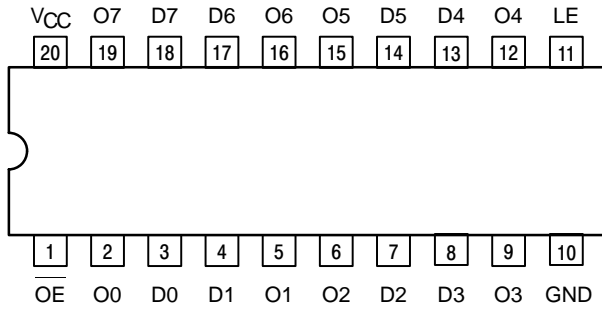 VCC O7 D7 D6 O6 O5 D5 D4 O4 LE
20 19 18 17 16 15 14 13 12 11
1 2 3 4 5 6 7 8 9 10
OE O0 D0 D1 O1 O2 D2 D3 O3 GND